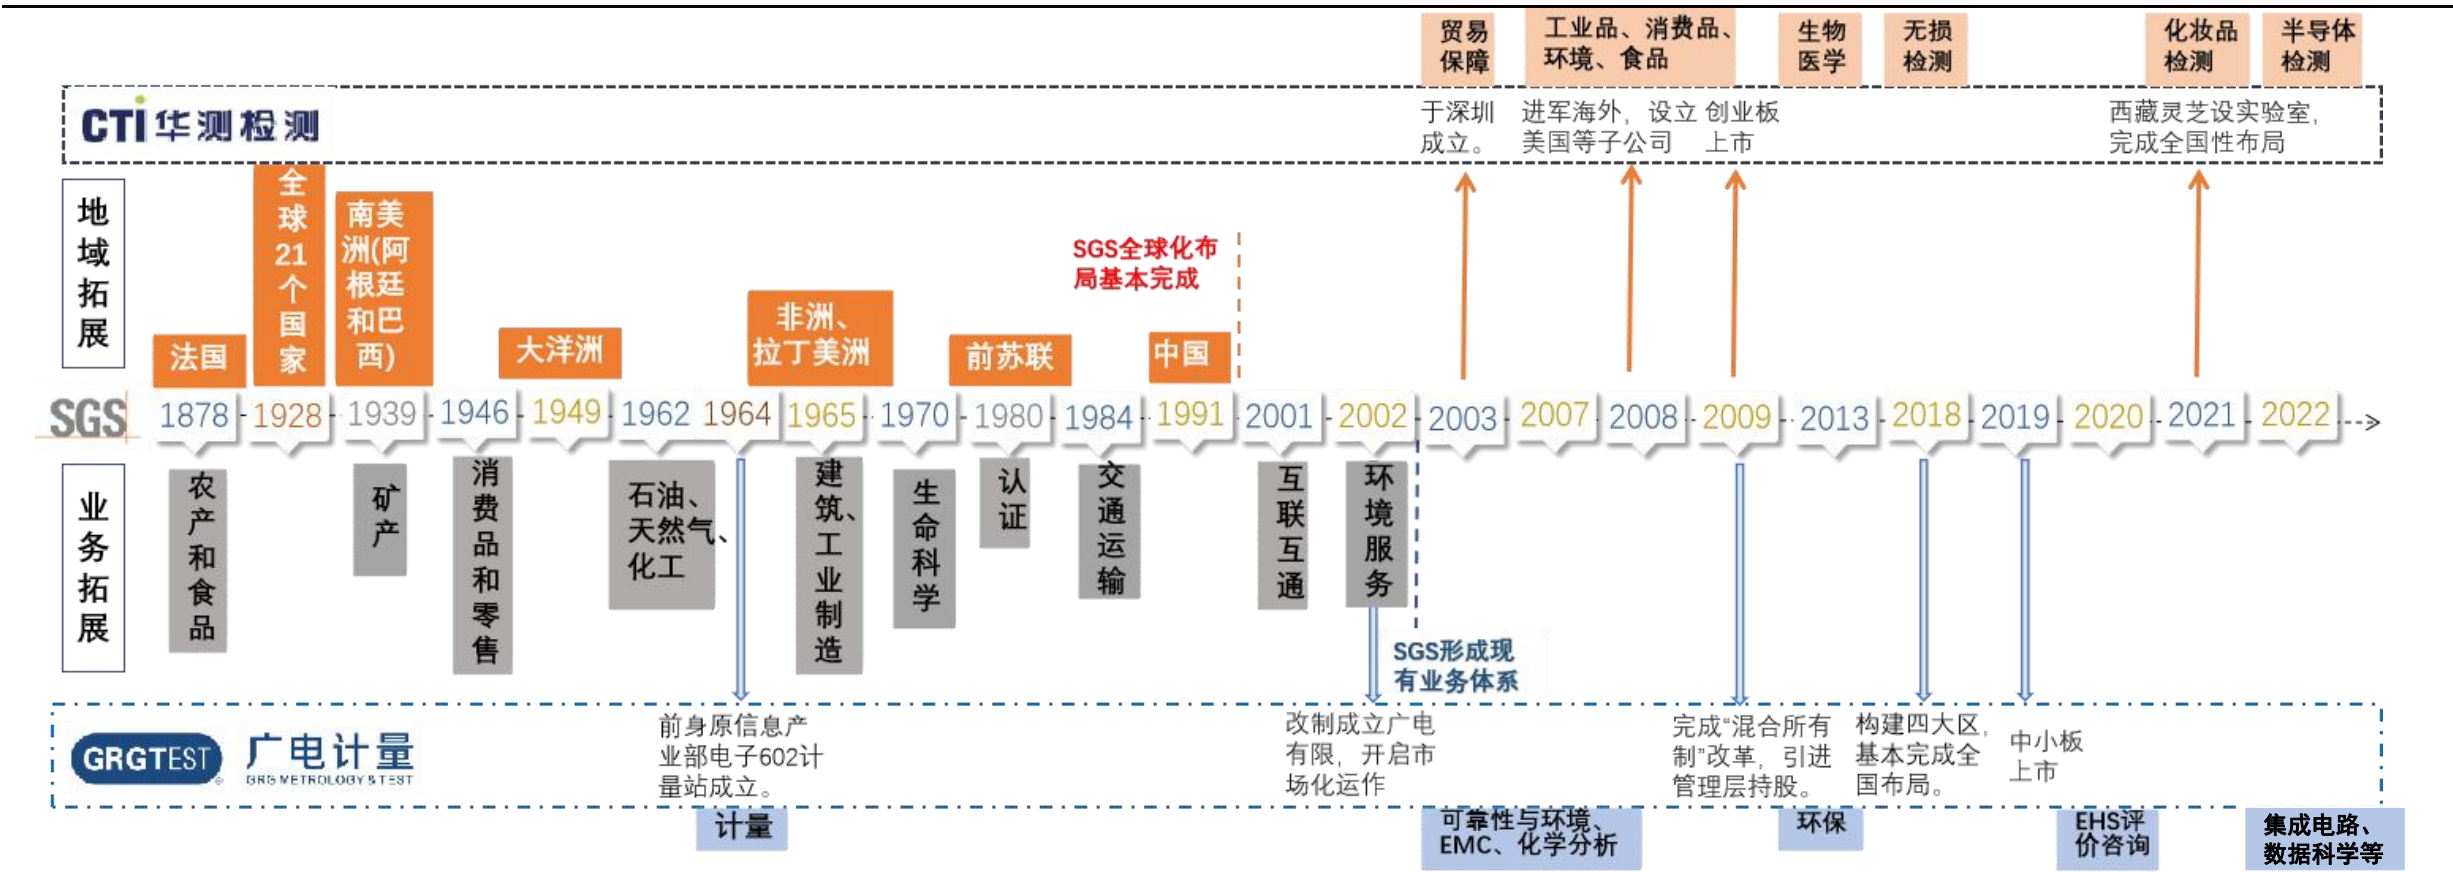 贸易
保障
工业品、消费品、
环境、食品
生物
医学
无损
检测
化妆品
检测
半导体
检测
CTI华测检测
于深圳
成立。
进军海外，设立
美国等子公司
创业板
上市
西藏灵芝设实验室，
完成全国性布局
地
域
拓
展
法国
全
球
21
个
国
家
南美
洲(阿
根廷
和巴
西)
大洋洲
非洲、
拉丁美洲
前苏联
中国
SGS全球化布
局基本完成
SGS
1878
1928
1939
1946
1949
1962
1964
1965
1970
1980
1984
1991
2001
2002
2003
2007
2008
2009
2013
2018
2019
2020
2021
2022
业
务
拓
展
农
产
和
食
品
矿
产
消
费
品
和
零
售
石油、
天然气、
化工
建
筑、
工
业
制
造
生
命
科
学
认
证
交
通
运
输
互
联
互
通
环
境
服
务
SGS形成现
有业务体系
GRGTEST
广电计量
GRG METROLOGY & TEST
前身原信息产
业部电子602计
量站成立。
改制成立广电
有限，开启市
场化运作
完成“混合所有
制”改革，引进
管理层持股。
构建四大区，
基本完成全
国布局。
中小板
上市
计量
可靠性与环境、
EMC、化学分析
环保
EHS评
价咨询
集成电路、
数据科学等